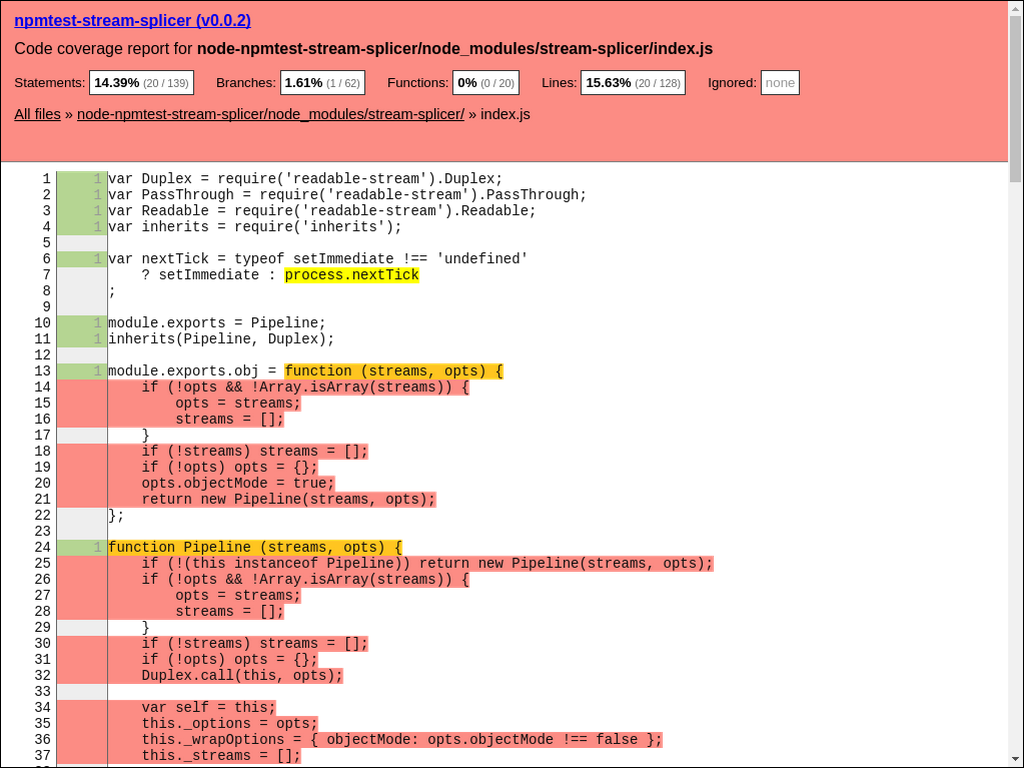 npmtest-stream-splicer (v0.0.2)
Code coverage report for node-npmtest-stream-splicer/node_modules/stream-splicer/index.js
Statements: 14.39% (20 / 139) Branches: 1.61% (1 / 62) Functions: 0% (0 / 20) Lines: 15.63% (20 / 128) Ignored: none
All files » node-npmtest-stream-splicer/node_modules/stream-splicer/ » index.js
1 1 var Duplex = require('readable-stream').Duplex;
2 1 var PassThrough = require('readable-stream').PassThrough;
3 1 var Readable = require('readable-stream').Readable;
4 1 var inherits = require('inherits');
5
6 1 var nextTick = typeof setImmediate !== 'undefined'
7 ? setImmediate : process.nextTick
8 ;
9
10 1 module.exports = Pipeline;
11 1 inherits(Pipeline, Duplex);
12
13 1 module.exports.obj = function (streams, opts) {
14 if (!opts && !Array.isArray(streams)) {
15 opts = streams;
16 streams = [];
17 }
18 if (!streams) streams = [];
19 if (!opts) opts = {};
20 opts.objectMode = true;
21 return new Pipeline(streams, opts);
22 };
23
24 1 function Pipeline (streams, opts) {
25 if (!(this instanceof Pipeline)) return new Pipeline(streams, opts);
26 if (!opts && !Array.isArray(streams)) {
27 opts = streams;
28 streams = [];
29 }
30 if (!streams) streams = [];
31 if (!opts) opts = {};
32 Duplex.call(this, opts);
33
34 var self = this;
35 this._options = opts;
36 this._wrapOptions = { objectMode: opts.objectMode !== false };
37 this._streams = [];